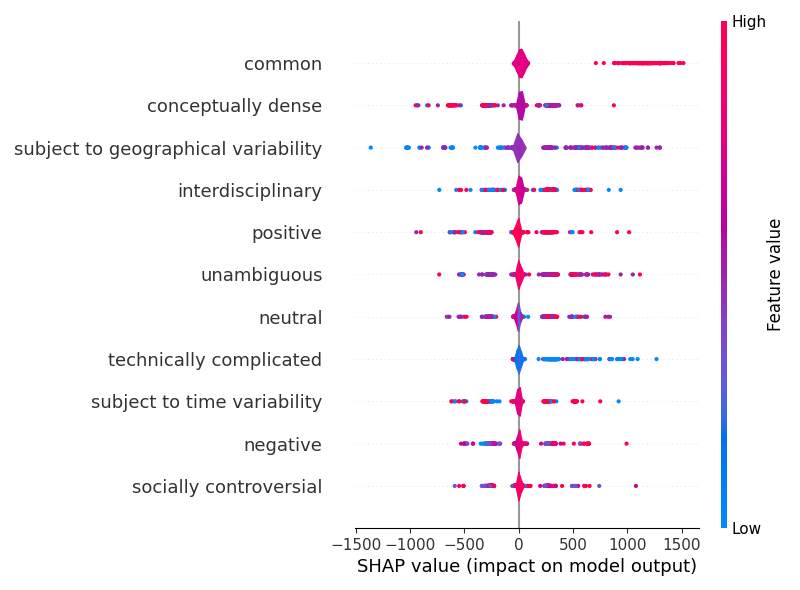 High
common
conceptually dense
subject to geographical variability
interdisciplinary
positive
unambiguous
neutral
technically complicated
subject to time variability
negative
socially controversial
Low
Feature value
−1500 −1000 −500 0 500 1000 1500
SHAP value (impact on model output)